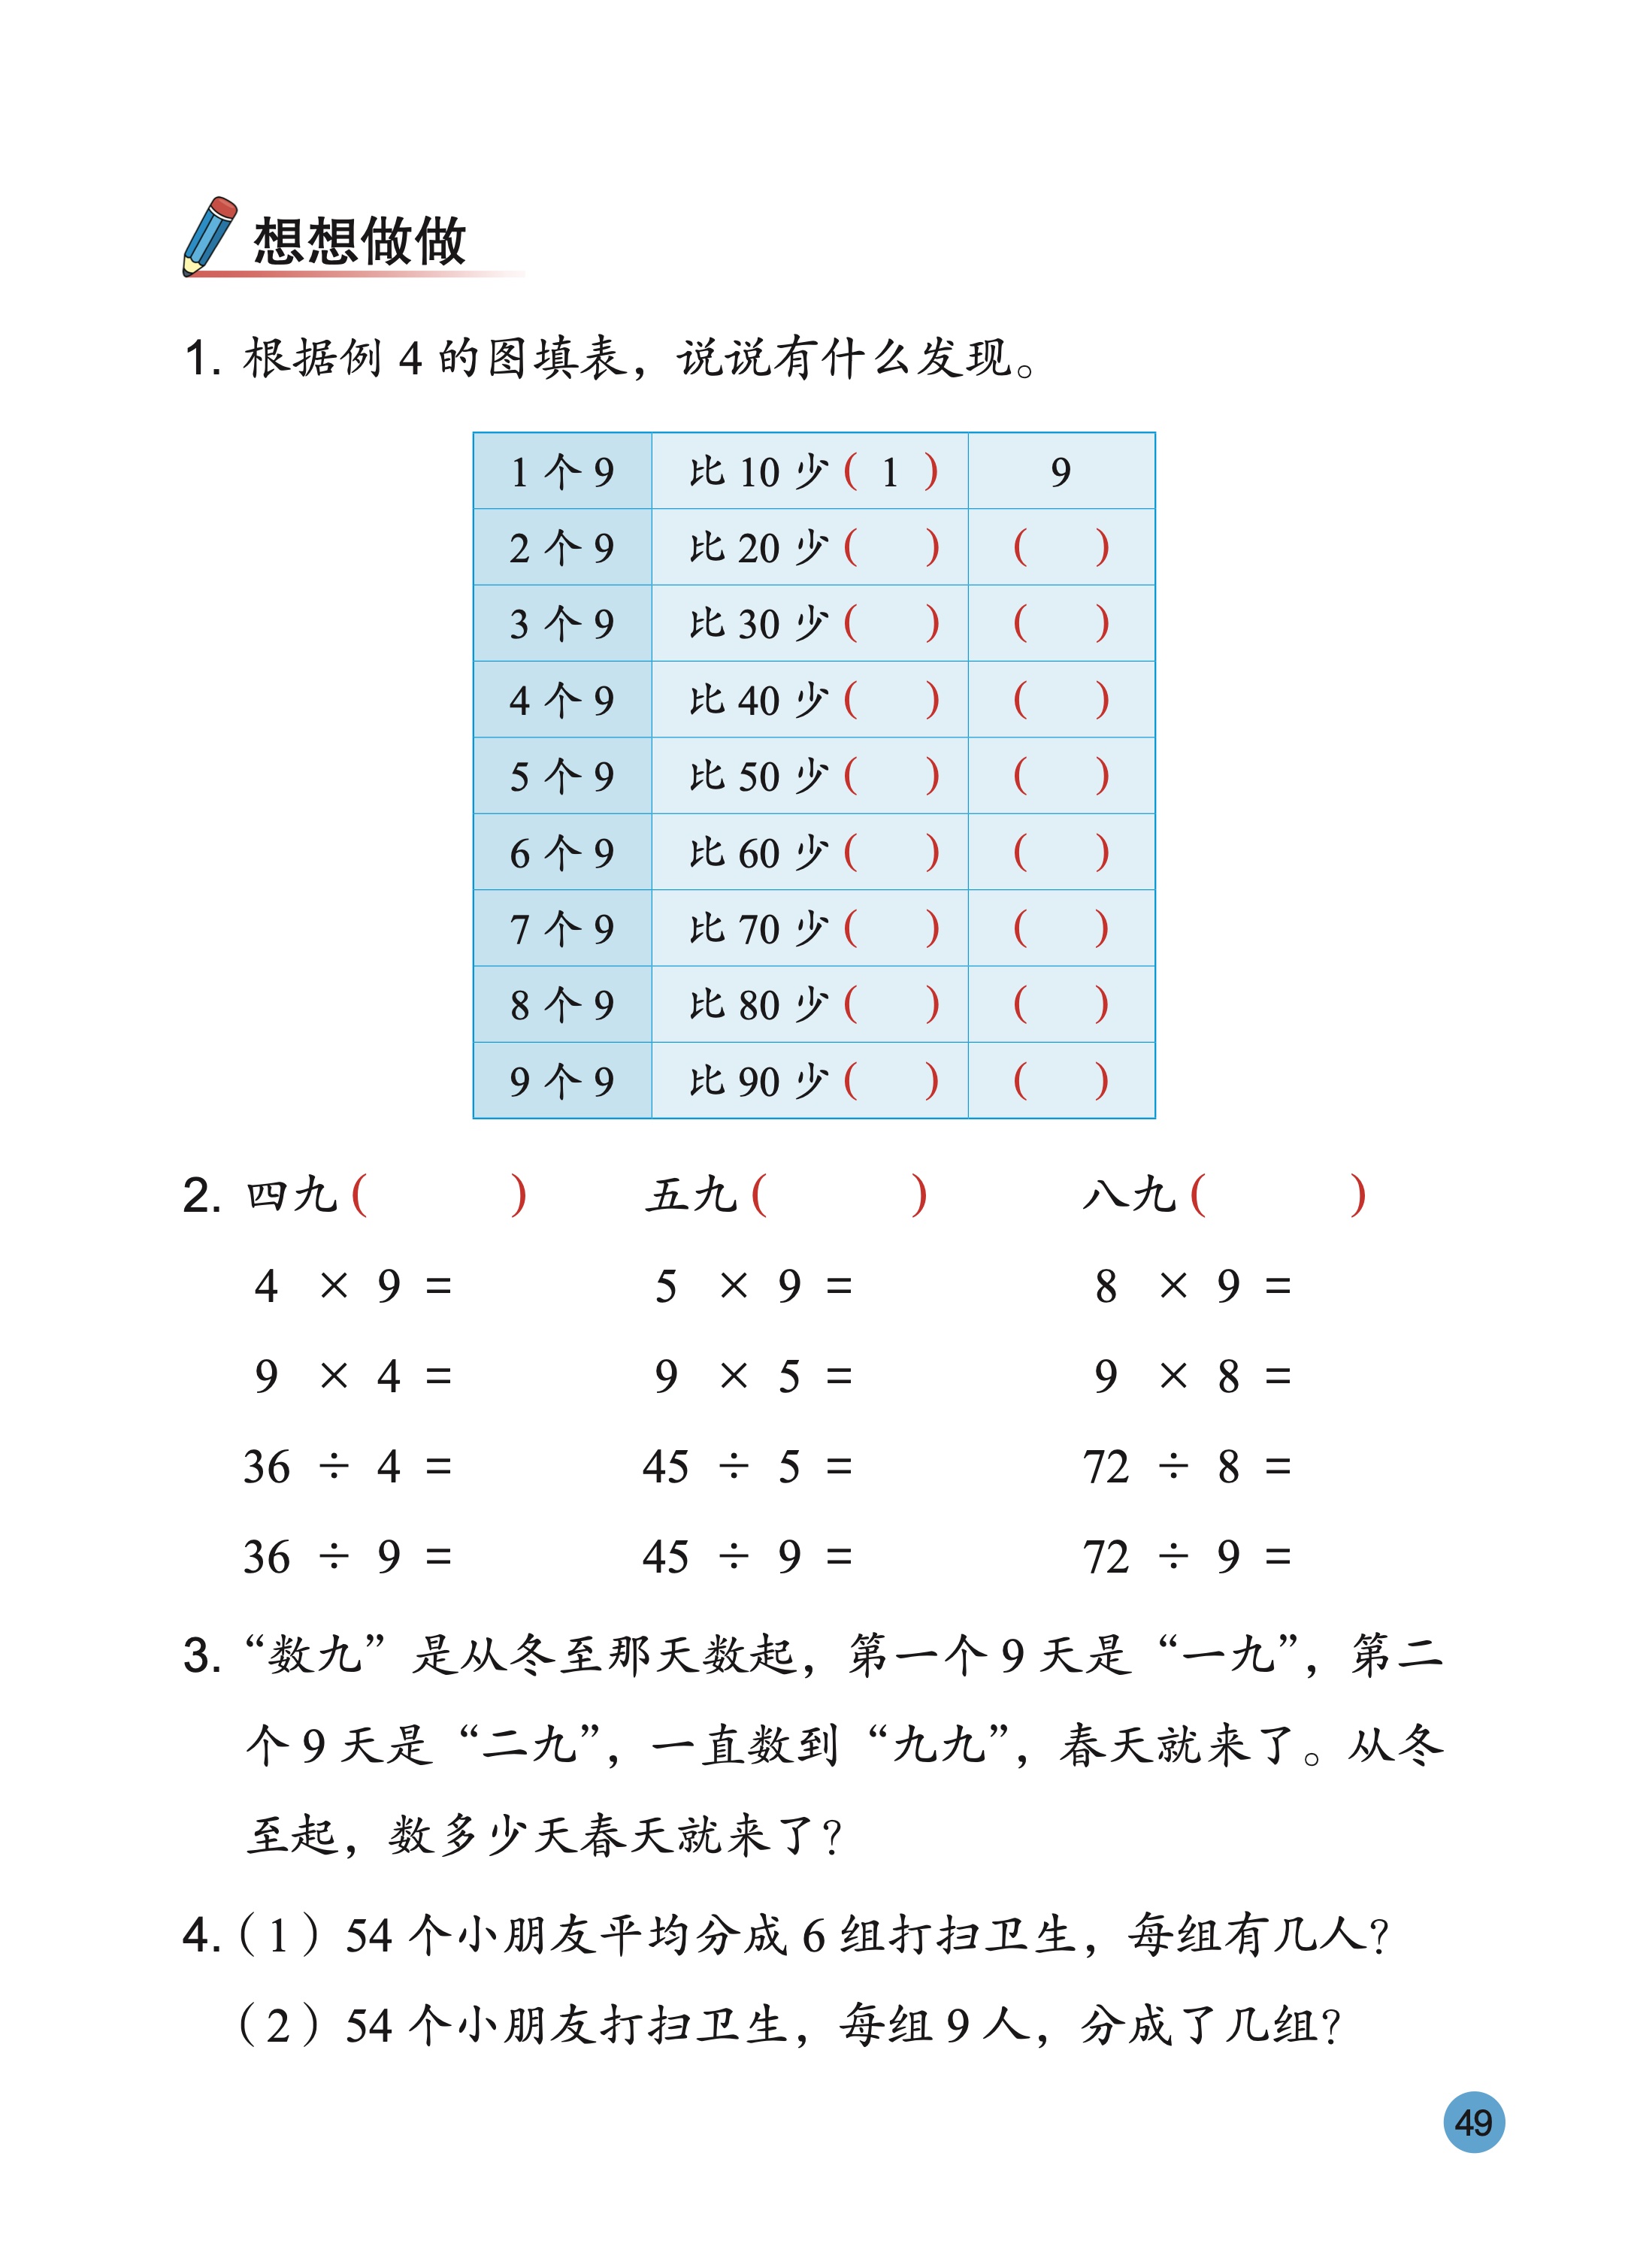 想想做做
1. 根据例 4 的图填表，说说有什么发现。
1 个 9 比 10 少( 1 ) 9
2 个 9 比 20 少( ) ( )
3 个 9 比 30 少( ) ( )
4 个 9 比 40 少( ) ( )
5 个 9 比 50 少( ) ( )
6 个 9 比 60 少( ) ( )
7 个 9 比 70 少( ) ( )
8 个 9 比 80 少( ) ( )
9 个 9 比 90 少( ) ( )
2. 四九( ) 五九( ) 八九( )
4 × 9 = 5 × 9 = 8 × 9 =
9 × 4 = 9 × 5 = 9 × 8 =
36 ÷ 4 = 45 ÷ 5 = 72 ÷ 8 =
36 ÷ 9 = 45 ÷ 9 = 72 ÷ 9 =
3. “数九”是从冬至那天数起，第一个 9 天是“一九”，第二
个 9 天是“二九”，一直数到“九九”，春天就来了。从冬
至起，数多少天春天就来了？
4.（1）54 个小朋友平均分成 6 组打扫卫生，每组有几人？
（2）54 个小朋友打扫卫生，每组 9 人，分成了几组？
49